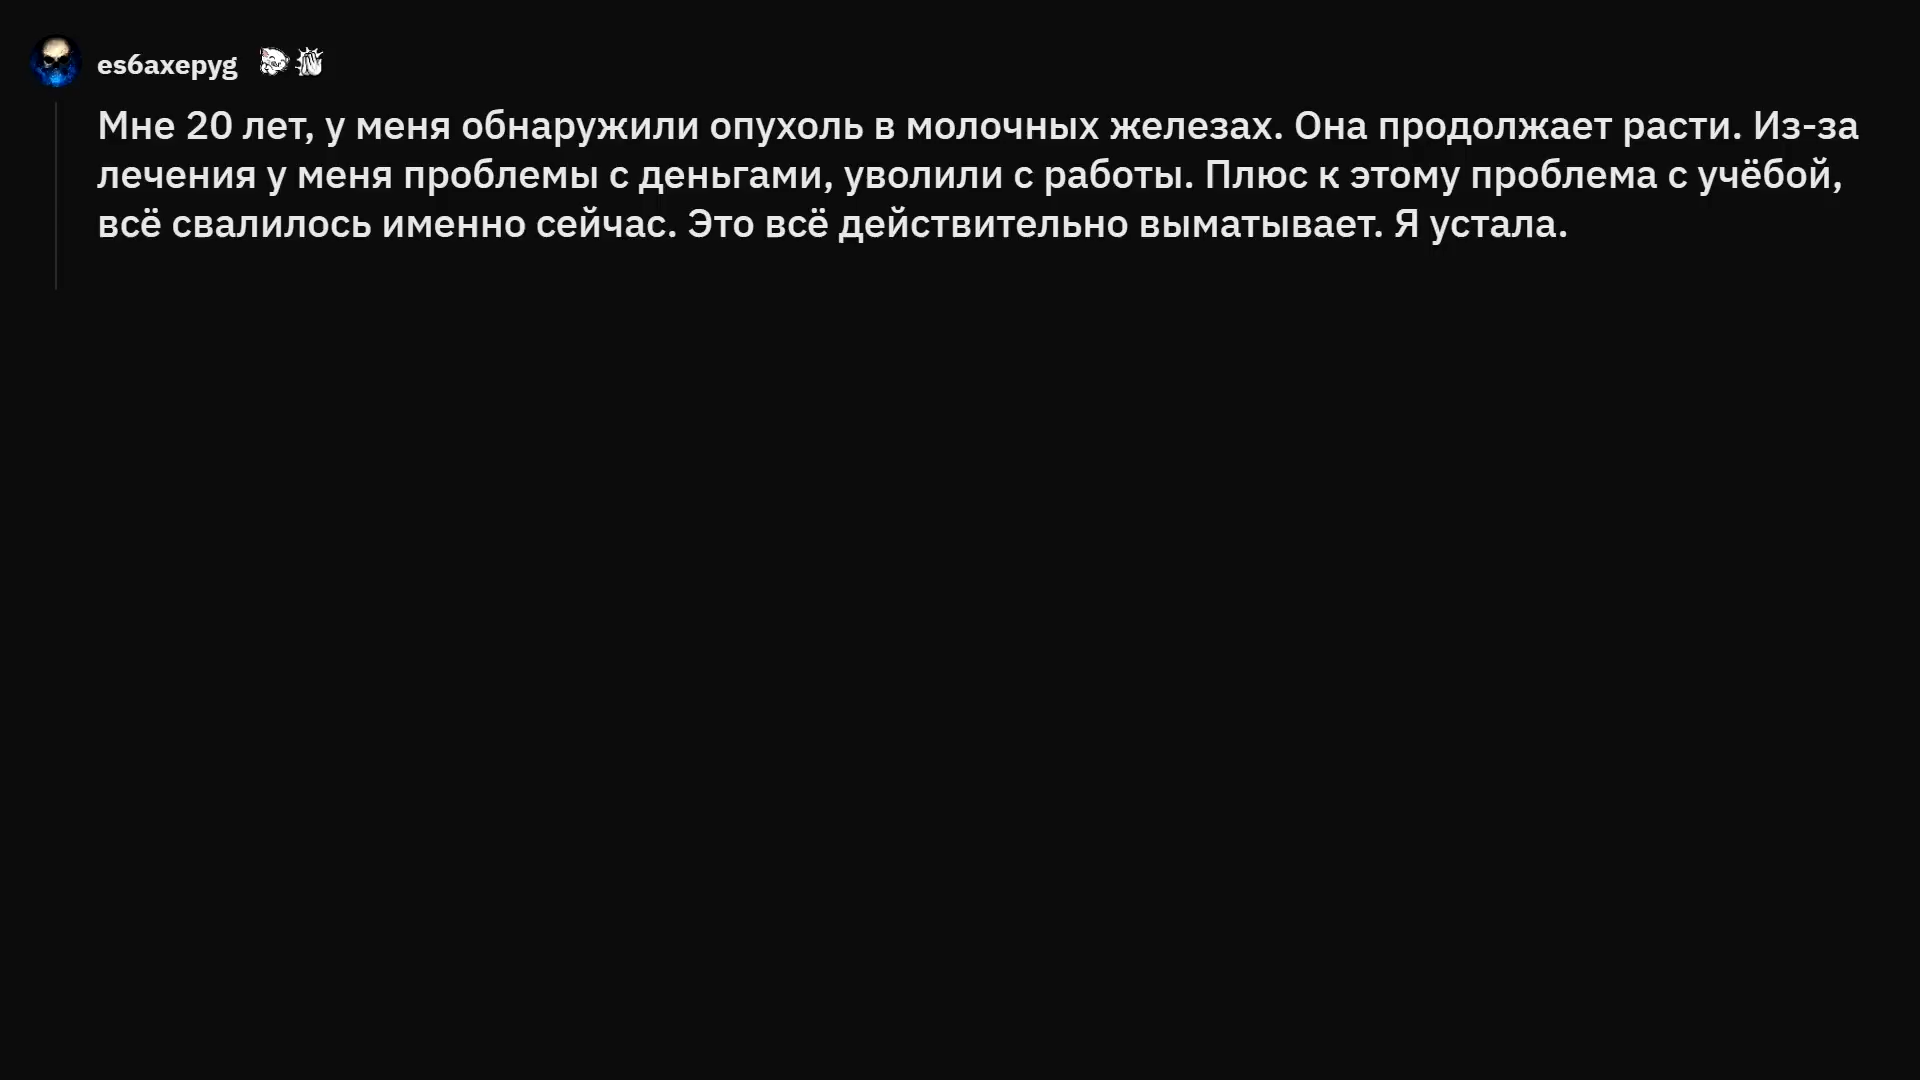 es6axepyg
Мне 20 лет, у меня обнаружили опухоль в молочных железах. Она продолжает расти. Из-за
лечения у меня проблемы с деньгами, уволили с работы. Плюс к этому проблема с учёбой,
всё свалилось именно сейчас. Это всё действительно выматывает. Я устала.